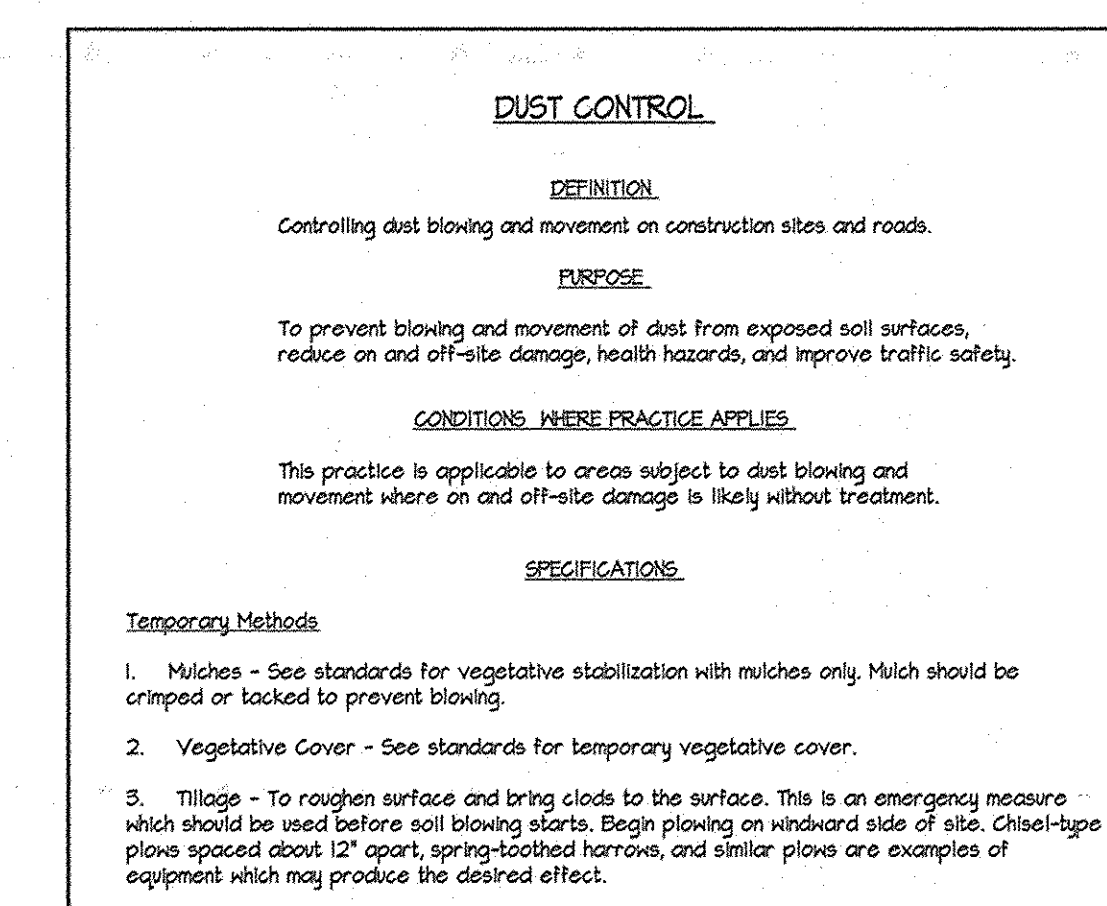 DUST CONTROL
DEFINITION
Controlling dust blowing and movement on construction sites and roads.
PURPOSE
To prevent blowing and movement of dust from exposed soil surfaces,
reduce on and off-site damage, health hazards, and improve traffic safety.
CONDITIONS WHERE PRACTICE APPLIES
This practice is applicable to areas subject to dust blowing and
movement where on and off-site damage is likely without treatment.
SPECIFICATIONS
Temporary Methods
1. Mulches - See standards for vegetative stabilization with mulches only. Mulch should be
crimped or tacked to prevent blowing.
2. Vegetative Cover - See standards for temporary vegetative cover.
3. Tillage - To roughen surface and bring clods to the surface. This is an emergency measure
which should be used before soil blowing starts. Begin plowing on windward side of site. Chisel-type
plows spaced about 12" apart, spring-toothed harrows, and similar plows are examples of
equipment which may produce the desired effect.